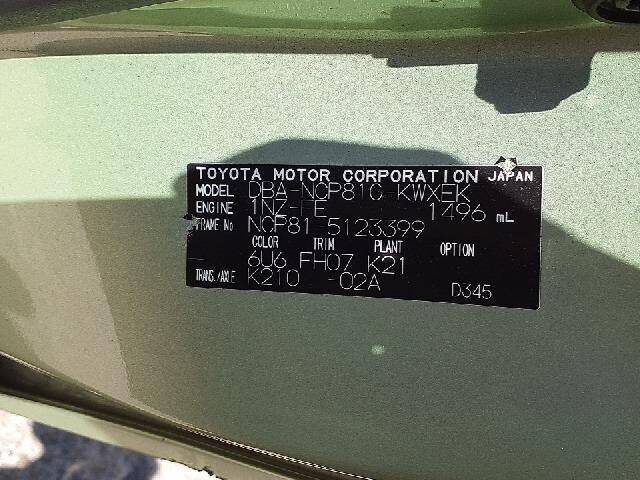 TOYOTA MOTOR CORPORATION JAPAN
MODEL DBA-NCP81G-KWXEK
ENGINE 1NZ-FE 1496 mL
FRAME No NCP81-5123399
COLOR TRIM PLANT OPTION
6U6 FH07 K21
TRANS./AXLE K210 -02A
D345